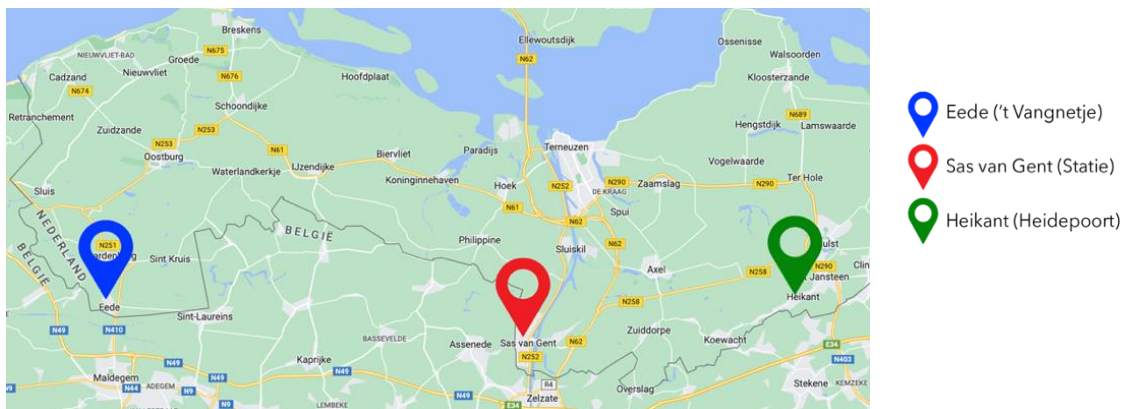 Breskens
Ellewoutsdijk
Ossenisse
NIEUWVLIET-BAD
Groede
N675
N62
Walsoorden
Cadzand
Nieuwvliet
N676
Hoofdplaat
Kloosterzande
N674
Schoondijke
Retranchement
N689
Zuidzande
N253
Hengstdijk
Lamswaarde
N253
Oostburg
N61
Biervliet
Paradijs
Terneuzen
IJzendijke
Vogelwaarde
Waterlandkerkje
Koninginnehaven
Hoek
N252
N290
Zaamslag
N290
Ter Hole
Sluis
DE KRAAG
N61
N62
Spui
NEDERLAND
BELGIË
BELGIE
N251
Philippine
Sluiskil
N62
Sint Kruis
Axel
N258
N290
Jansteen
Eede
Heikant
N258
Sint-Laureins
N49
N410
BASSEVELDE
Assenede
Sas van Gent
N62
Zuiddorpe
Koewacht
N49
Kaprijke
N252
E34
N403
Maldegem
N49
R4
Overslag
Stekene
KEMZEKE
N49
N44
ADEGEM
LEMBEKE
E34
Zelzate
Eede ('t Vangnetje)
Sas van Gent (Statie)
Heikant (Heidepoort)